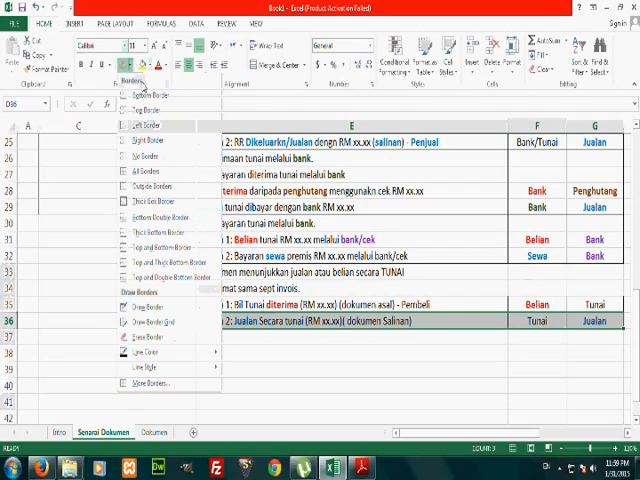 Book1 - Excel (Product Activation Failed)
FILE HOME INSERT PAGE LAYOUT FORMULAS DATA REVIEW VIEW Sign in
Cut
Copy
Format Painter
Paste
Clipboard
Calibri 11
B I U
Wrap Text
Merge & Center
Alignment
General
Number
Conditional Formatting
Format as Table
Cell Styles
Styles
Insert Delete Format
Cells
AutoSum
Fill
Clear
Sort & Filter
Find & Select
Editing
D36
A C E F G
25 2: RR Dikeluarkn/Jualan dengn RM xx.xx (salinan) - Penjual Bank/Tunai Jualan
26 imaan tunai melalui bank.
27 ayaran diterima tunai melalui bank
28 iterima daripada penghutang menggunakn cek RM xx.xx Bank Penghutang
29 tunai dibayar dengan bank RM xx.xx Bank Jualan
30 ayaran tunai melalui bank.
31 1: Belian tunai RM xx.xx melalui bank/cek Belian Bank
32 2: Bayaran sewa premis RM xx.xx melalui bank/cek Sewa Bank
33 men menunjukkan jualan atau belian secara TUNAI
34 mat sama sept invois.
35 1: Bil Tunai diterima (RM xx.xx) (dokumen asal) - Pembeli Belian Tunai
36 2: Jualan Secara tunai (RM xx.xx)( dokumen Salinan) Tunai Jualan
37
38
39
40
41
42
Borders
Bottom Border
Top Border
Left Border
Right Border
No Border
All Borders
Outside Borders
Thick Box Border
Bottom Double Border
Thick Bottom Border
Top and Bottom Border
Top and Thick Bottom Border
Top and Double Bottom Border
Draw Borders
Draw Border
Draw Border Grid
Erase Border
Line Color
Line Style
More Borders...
Intro Senarai Dokumen Dokumen
READY COUNT: 3
EN 11:59 PM
1/31/2015